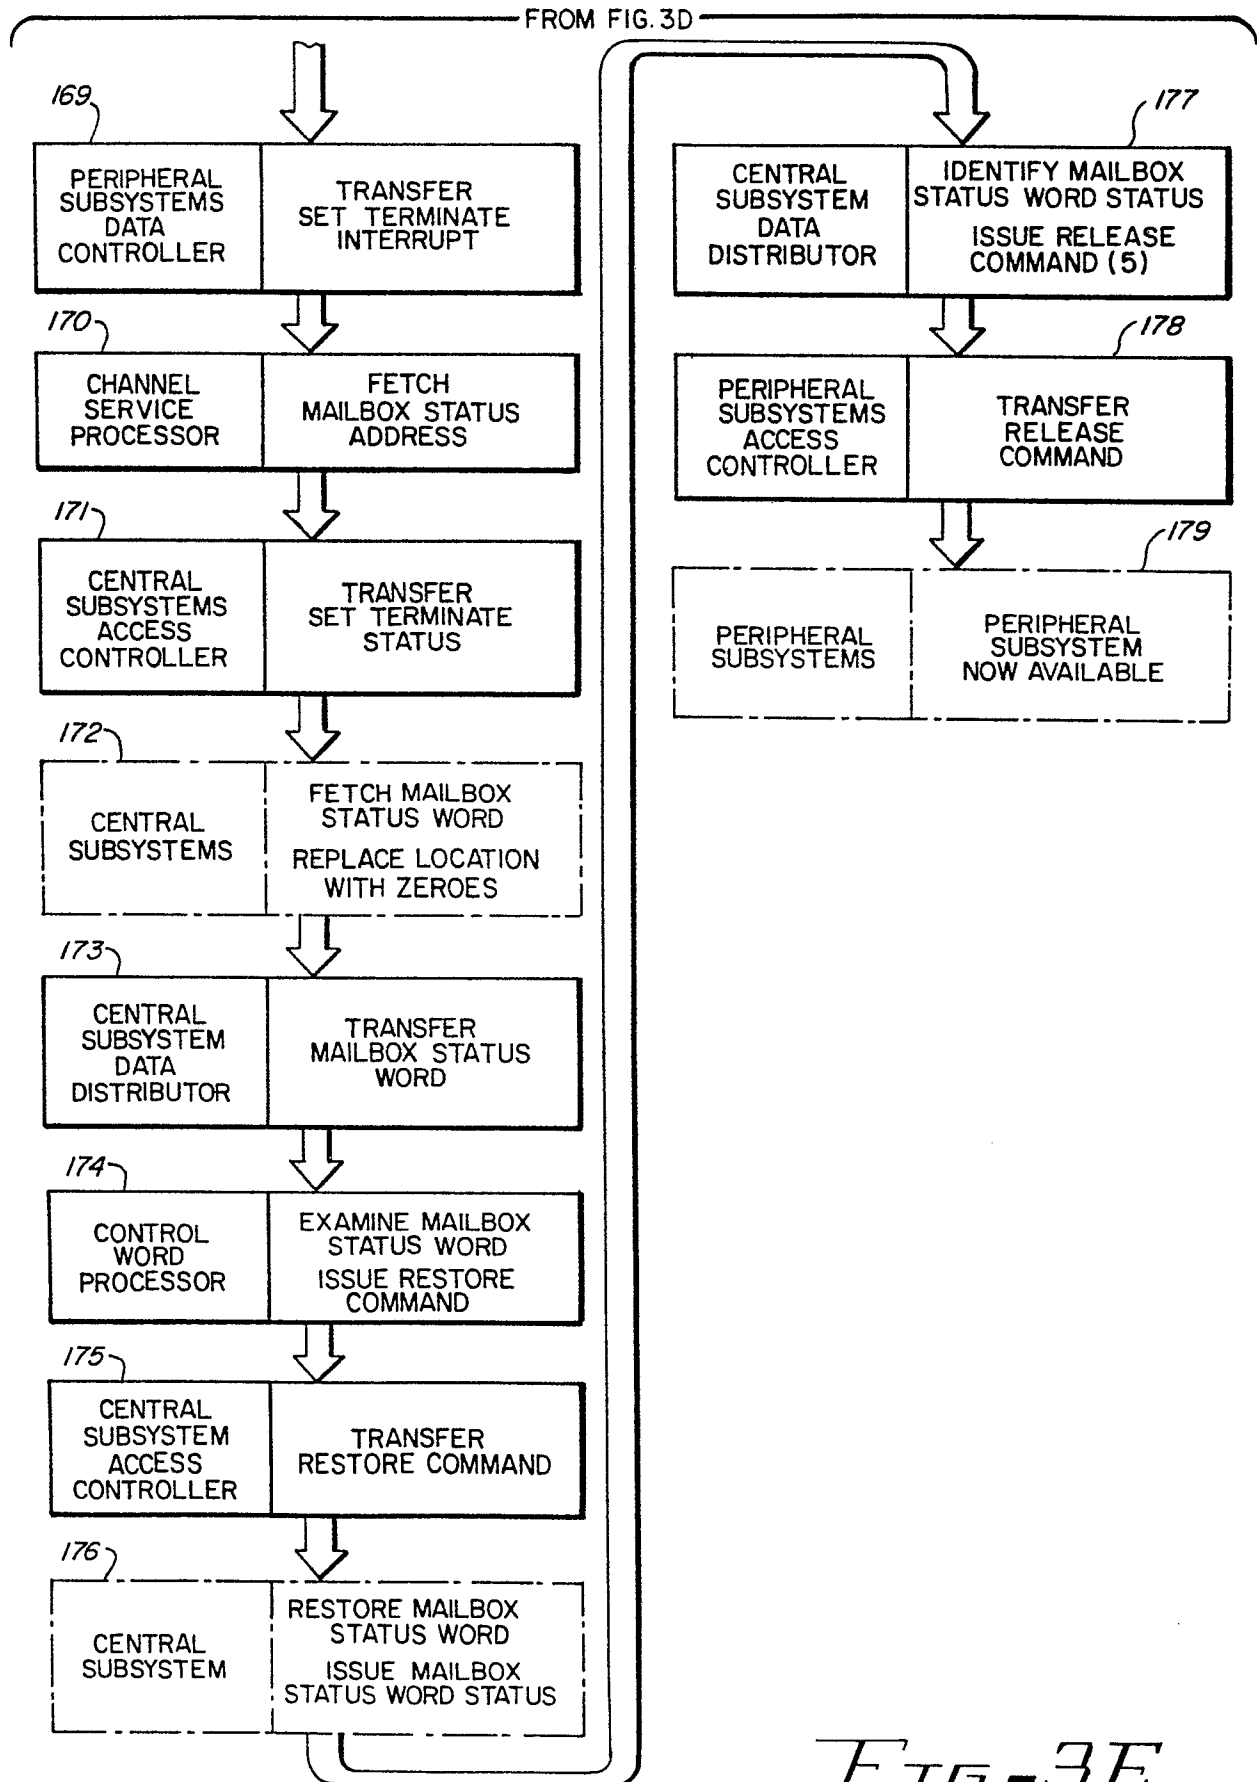 FROM FIG. 3D
169
PERIPHERAL
SUBSYSTEMS
DATA
CONTROLLER
TRANSFER
SET TERMINATE
INTERRUPT
170
CHANNEL
SERVICE
PROCESSOR
FETCH
MAILBOX STATUS
ADDRESS
171
CENTRAL
SUBSYSTEMS
ACCESS
CONTROLLER
TRANSFER
SET TERMINATE
STATUS
172
CENTRAL
SUBSYSTEMS
FETCH MAILBOX
STATUS WORD
REPLACE LOCATION
WITH ZEROES
173
CENTRAL
SUBSYSTEM
DATA
DISTRIBUTOR
TRANSFER
MAILBOX STATUS
WORD
174
CONTROL
WORD
PROCESSOR
EXAMINE MAILBOX
STATUS WORD
ISSUE RESTORE
COMMAND
175
CENTRAL
SUBSYSTEM
ACCESS
CONTROLLER
TRANSFER
RESTORE COMMAND
176
CENTRAL
SUBSYSTEM
RESTORE MAILBOX
STATUS WORD
ISSUE MAILBOX
STATUS WORD STATUS
177
CENTRAL
SUBSYSTEM
DATA
DISTRIBUTOR
IDENTIFY MAILBOX
STATUS WORD STATUS
ISSUE RELEASE
COMMAND (5)
178
PERIPHERAL
SUBSYSTEMS
ACCESS
CONTROLLER
TRANSFER
RELEASE
COMMAND
179
PERIPHERAL
SUBSYSTEMS
PERIPHERAL
SUBSYSTEM
NOW AVAILABLE
FIG-3E